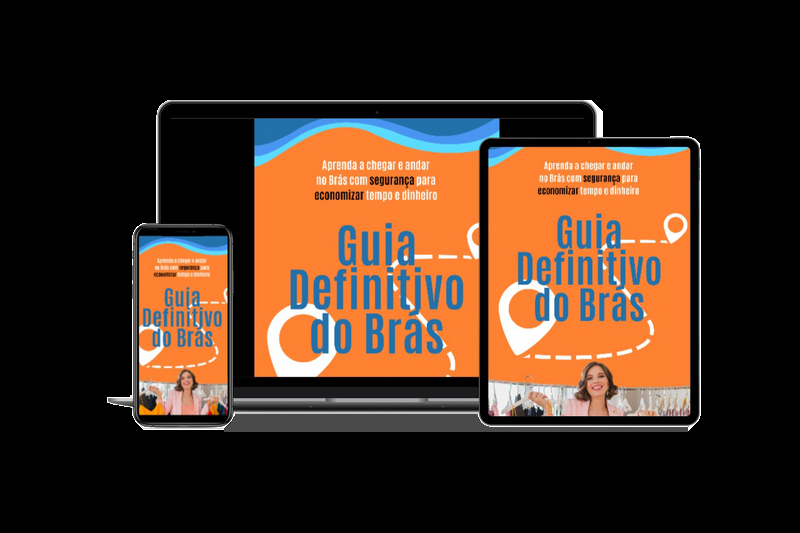 Aprenda a chegar e andar
no Brás com segurança para
economizar tempo e dinheiro
Guia
Definitivo
do Brás
Aprenda a chegar e andar
no Brás com segurança para
economizar tempo e dinheiro
Guia
Definitivo
do Brás
Aprenda a chegar e andar
no Brás com segurança para
economizar tempo e dinheiro
Guia
Definitivo
do Brás